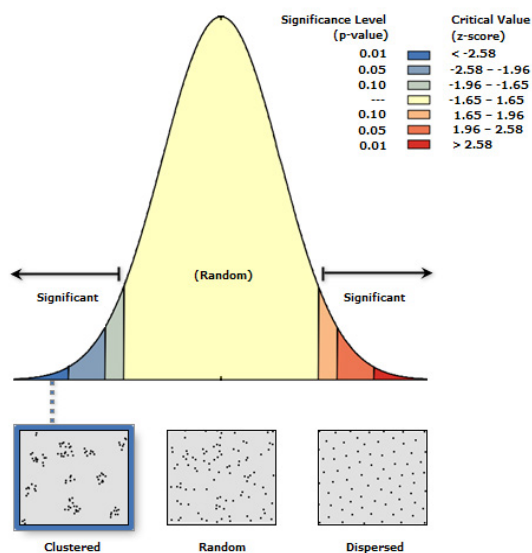 Significance Level Critical Value
(p-value) (z-score)
0.01 < -2.58
0.05 -2.58 – -1.96
0.10 -1.96 – -1.65
--- -1.65 – 1.65
0.10 1.65 – 1.96
0.05 1.96 – 2.58
0.01 > 2.58
(Random)
Significant Significant
Clustered Random Dispersed